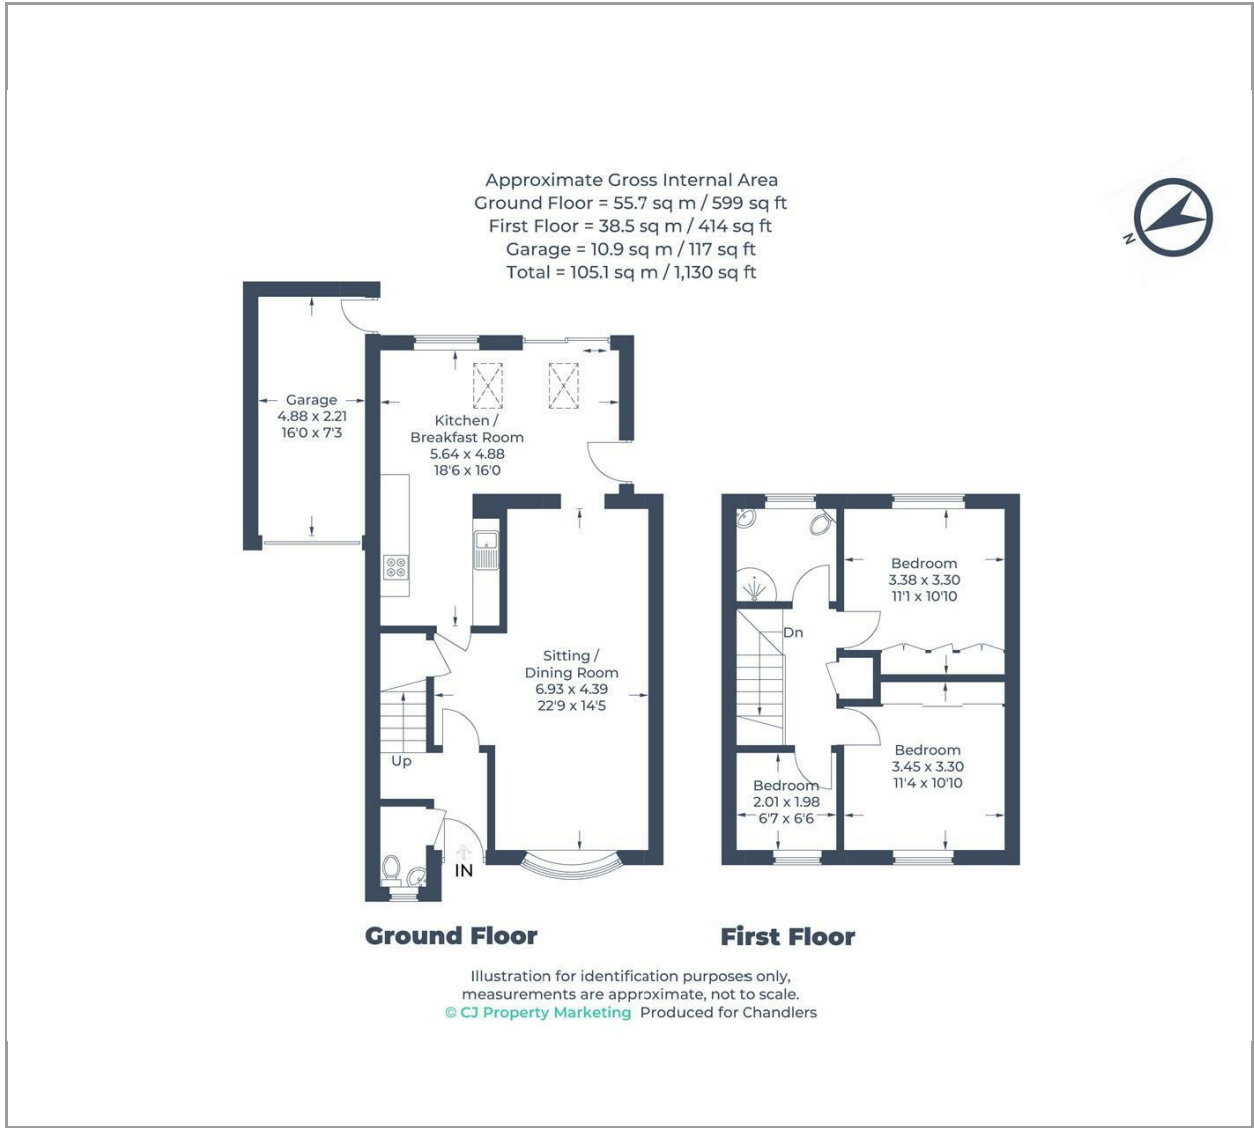 Approximate Gross Internal Area
Ground Floor = 55.7 sq m / 599 sq ft
First Floor = 38.5 sq m / 414 sq ft
Garage = 10.9 sq m / 117 sq ft
Total = 105.1 sq m / 1,130 sq ft
N
Garage
4.88 x 2.21
16'0 x 7'3
Kitchen /
Breakfast Room
5.64 x 4.88
18'6 x 16'0
Sitting /
Dining Room
6.93 x 4.39
22'9 x 14'5
Up
IN
Ground Floor
Bedroom
3.38 x 3.30
11'1 x 10'10
Dn
Bedroom
3.45 x 3.30
11'4 x 10'10
Bedroom
2.01 x 1.98
6'7 x 6'6
First Floor
Illustration for identification purposes only,
measurements are approximate, not to scale.
© CJ Property Marketing Produced for Chandlers